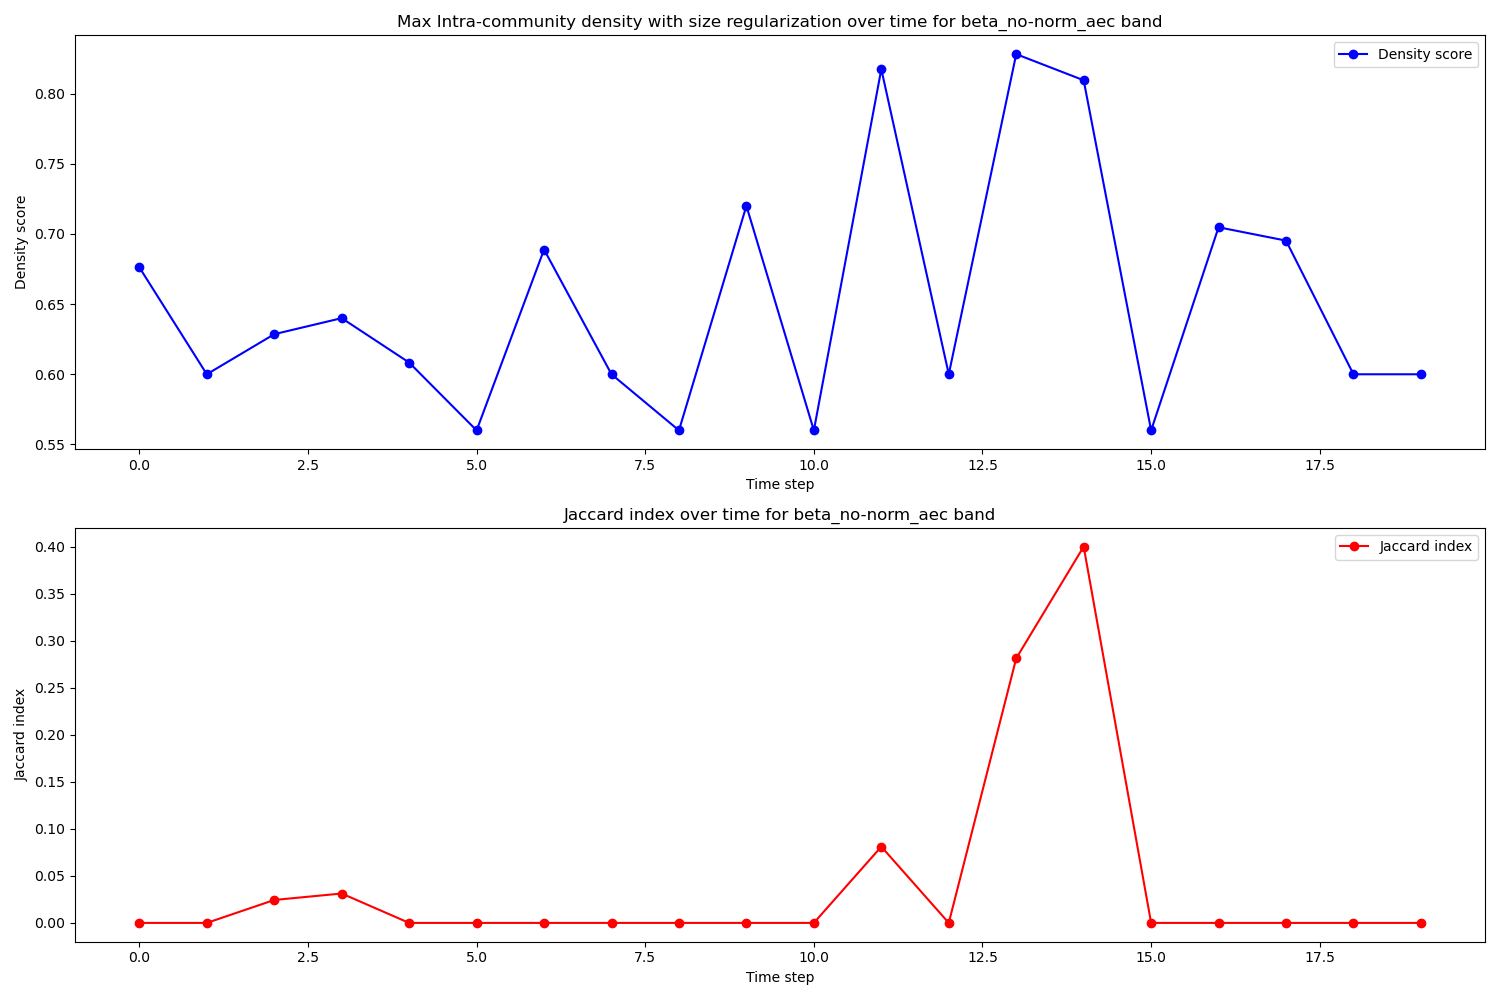 Max Intra-community density with size regularization over time for beta_no-norm_aec band
Density score
0.80
0.75
0.70
0.65
0.60
0.55
Density score
0.0 2.5 5.0 7.5 10.0 12.5 15.0 17.5
Time step
Jaccard index over time for beta_no-norm_aec band
Jaccard index
0.40
0.35
0.30
0.25
0.20
0.15
0.10
0.05
0.00
Jaccard index
0.0 2.5 5.0 7.5 10.0 12.5 15.0 17.5
Time step